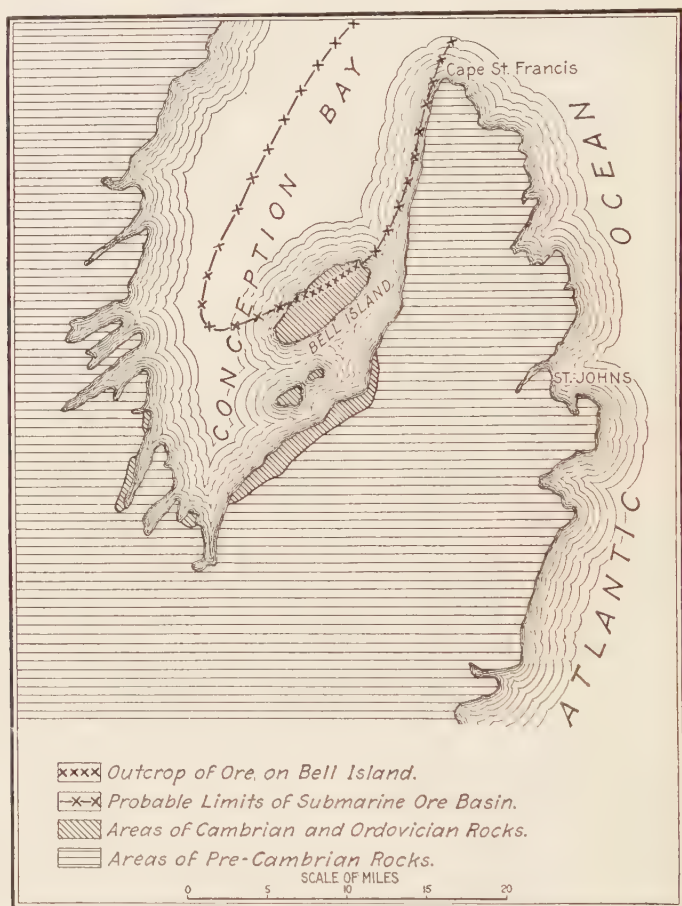 Cape St. Francis
CONCEPTION BAY
BELL ISLAND
ST. JOHNS
ATLANTIC OCEAN
Outcrop of Ore, on Bell Island.
Probable Limits of Submarine Ore Basin.
Areas of Cambrian and Ordovician Rocks.
Areas of Pre-Cambrian Rocks.
SCALE OF MILES
0 5 10 15 20